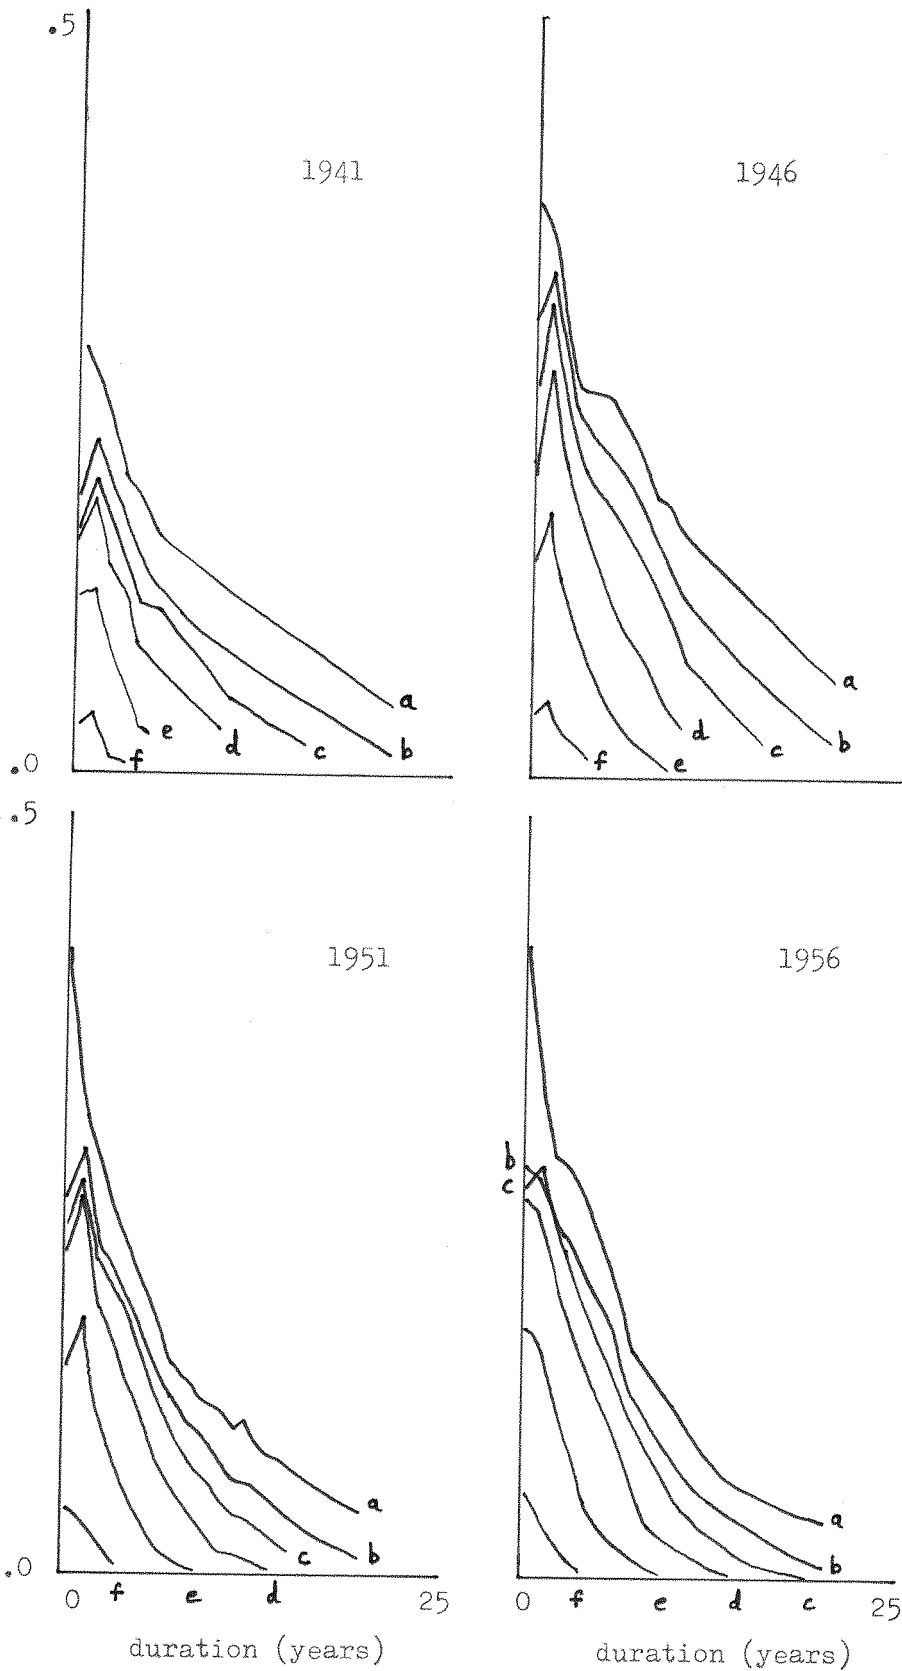 .5
1941
1946
a
b
c
d
e
f
.0
a
b
c
d
e
f
.5
1951
1956
b
c
a
b
c
a
b
.0
0 f e d 25
0 f e d c 25
duration (years)
duration (years)